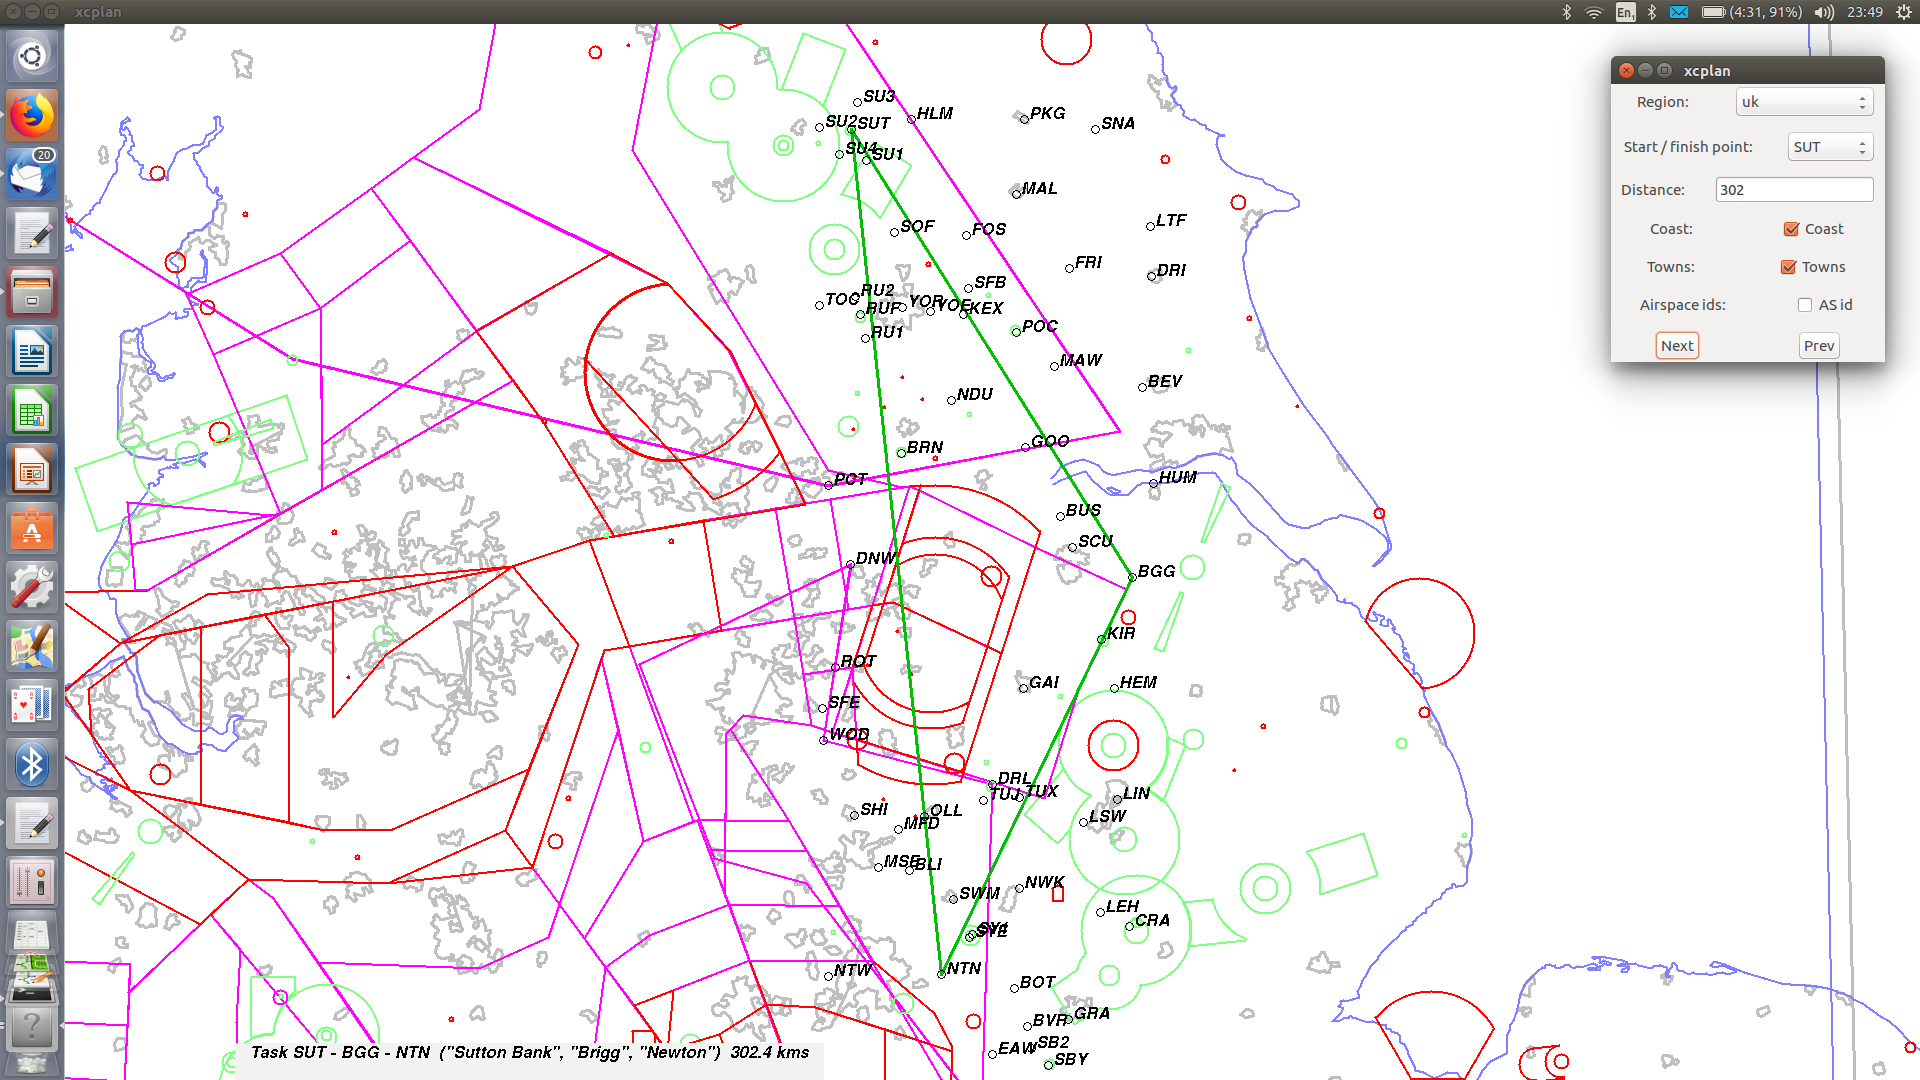 xcplan
En1
(4:31, 91%)
23:49
20
xcplan
Region:
uk
Start / finish point:
SUT
Distance:
302
Coast:
Coast
Towns:
Towns
Airspace ids:
AS id
Next
Prev
SU3
HLM
PKG
SNA
SU2
SUT
SU4
SU1
MAL
LTF
SOF
FOS
FRI
DRI
SFB
RU2
TOC
YOR
YOE
KEX
RUF
POC
RU1
MAW
BEV
NDU
BRN
GOO
POT
HUM
BUS
SCU
DNW
BGG
KIR
ROT
GAI
HEM
SFE
WOD
DRL
TUJ
TUX
LIN
SHI
OLL
MFD
LSW
MSE
BLI
NWK
SWM
LEH
CRA
SYE
NTW
NTN
BOT
BVR
GRA
EAW
SB2
SBY
Task SUT - BGG - NTN ("Sutton Bank", "Brigg", "Newton") 302.4 kms